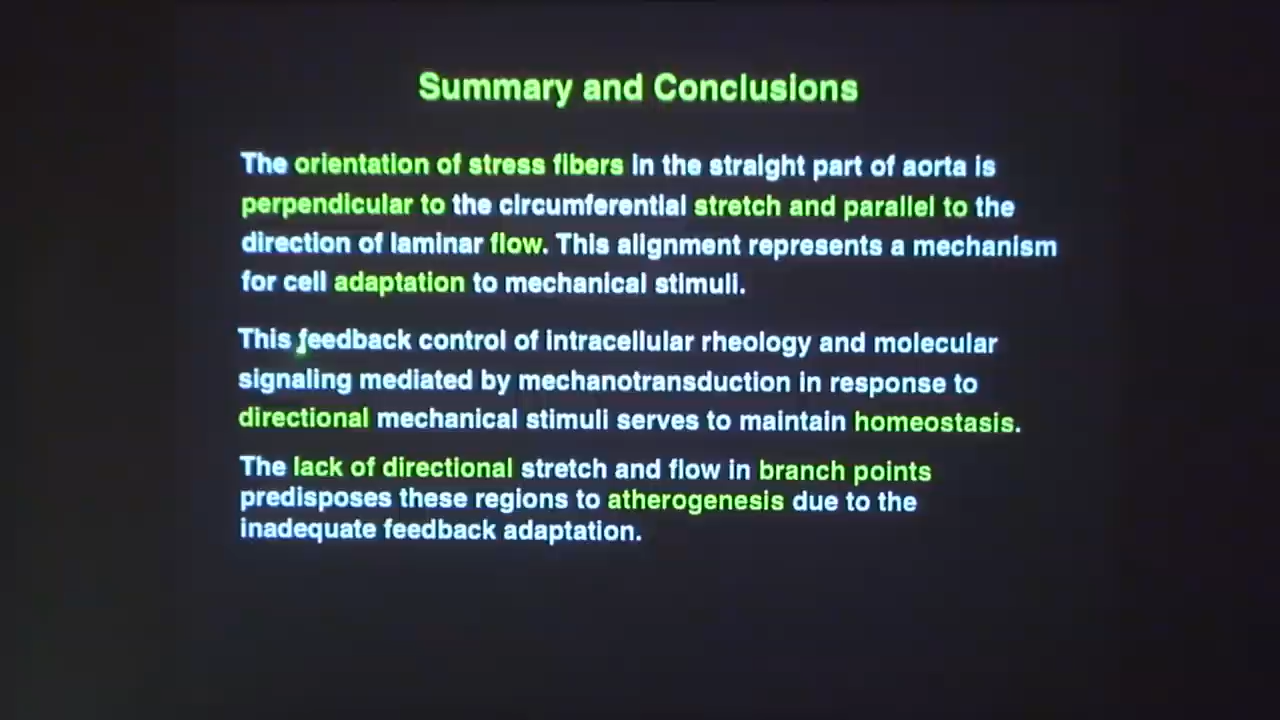 Summary and Conclusions
The orientation of stress fibers in the straight part of aorta is
perpendicular to the circumferential stretch and parallel to the
direction of laminar flow. This alignment represents a mechanism
for cell adaptation to mechanical stimuli.
This feedback control of intracellular rheology and molecular
signaling mediated by mechanotransduction in response to
directional mechanical stimuli serves to maintain homeostasis.
The lack of directional stretch and flow in branch points
predisposes these regions to atherogenesis due to the
inadequate feedback adaptation.